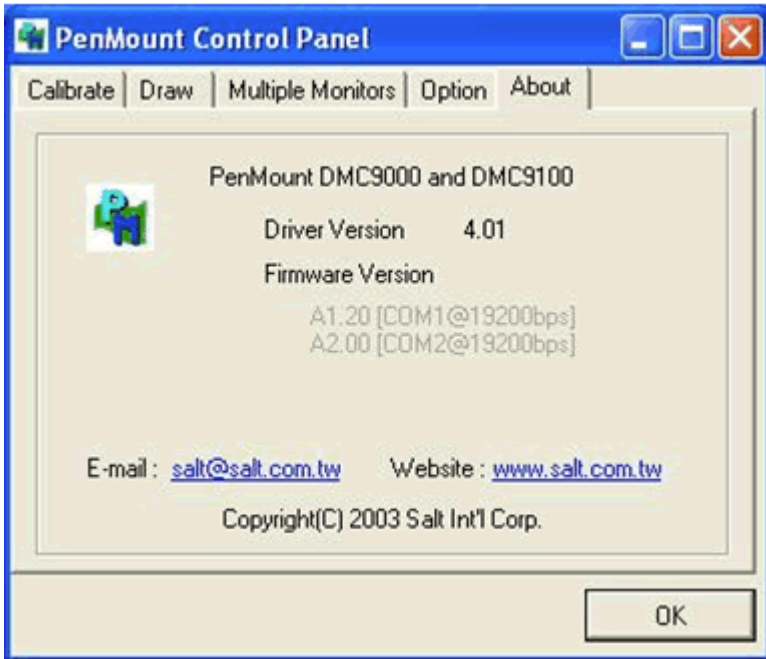 PenMount Control Panel
Calibrate Draw Multiple Monitors Option About
PenMount DMC9000 and DMC9100
PM
Driver Version 4.01
Firmware Version
A1.20 [COM1@19200bps]
A2.00 [COM2@19200bps]
E-mail : salt@salt.com.tw Website : www.salt.com.tw
Copyright(C) 2003 Salt Int'l Corp.
OK